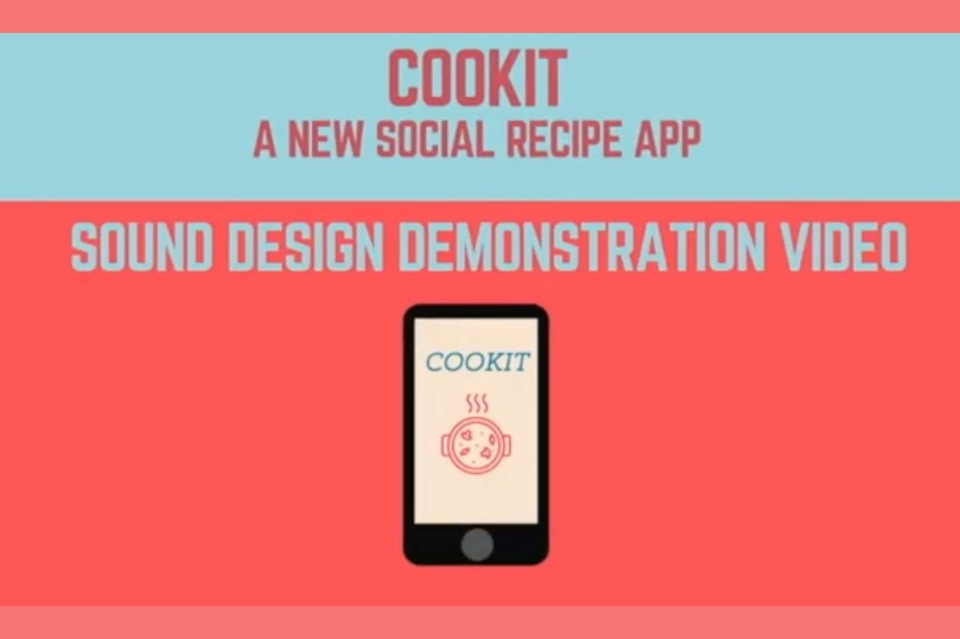 COOKIT
A NEW SOCIAL RECIPE APP
SOUND DESIGN DEMONSTRATION VIDEO
COOKIT